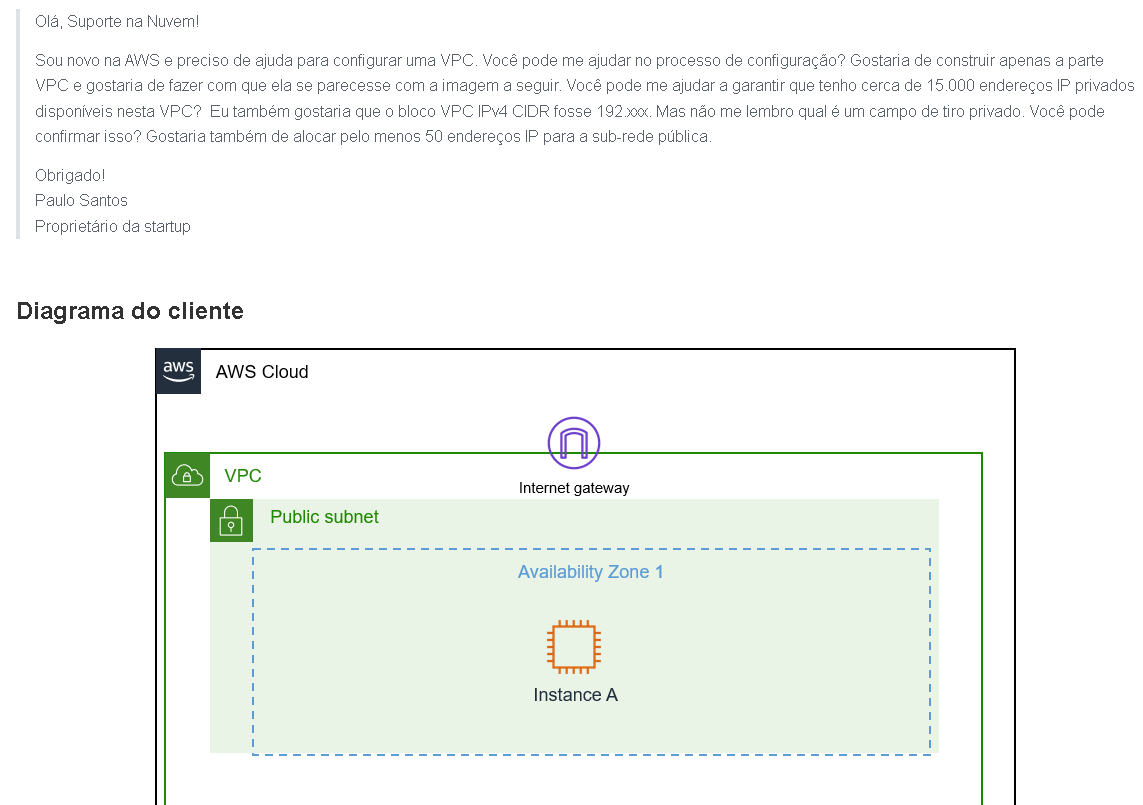 Olá, Suporte na Nuvem!
Sou novo na AWS e preciso de ajuda para configurar uma VPC. Você pode me ajudar no processo de configuração? Gostaria de construir apenas a parte
VPC e gostaria de fazer com que ela se parecesse com a imagem a seguir. Você pode me ajudar a garantir que tenho cerca de 15.000 endereços IP privados
disponíveis nesta VPC?  Eu também gostaria que o bloco VPC IPv4 CIDR fosse 192.xxx. Mas não me lembro qual é um campo de tiro privado. Você pode
confirmar isso? Gostaria também de alocar pelo menos 50 endereços IP para a sub-rede pública.
Obrigado!
Paulo Santos
Proprietário da startup
Diagrama do cliente
aws
AWS Cloud
VPC
Internet gateway
Public subnet
Availability Zone 1
Instance A